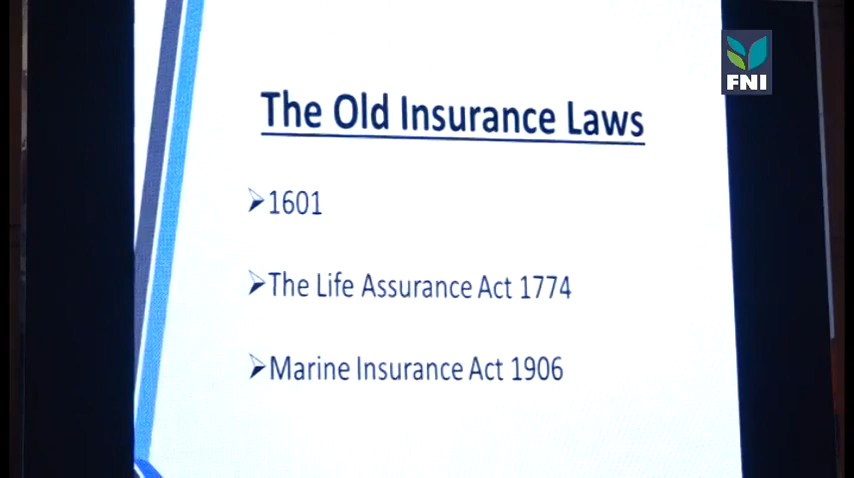 FNI
The Old Insurance Laws
1601
The Life Assurance Act 1774
Marine Insurance Act 1906